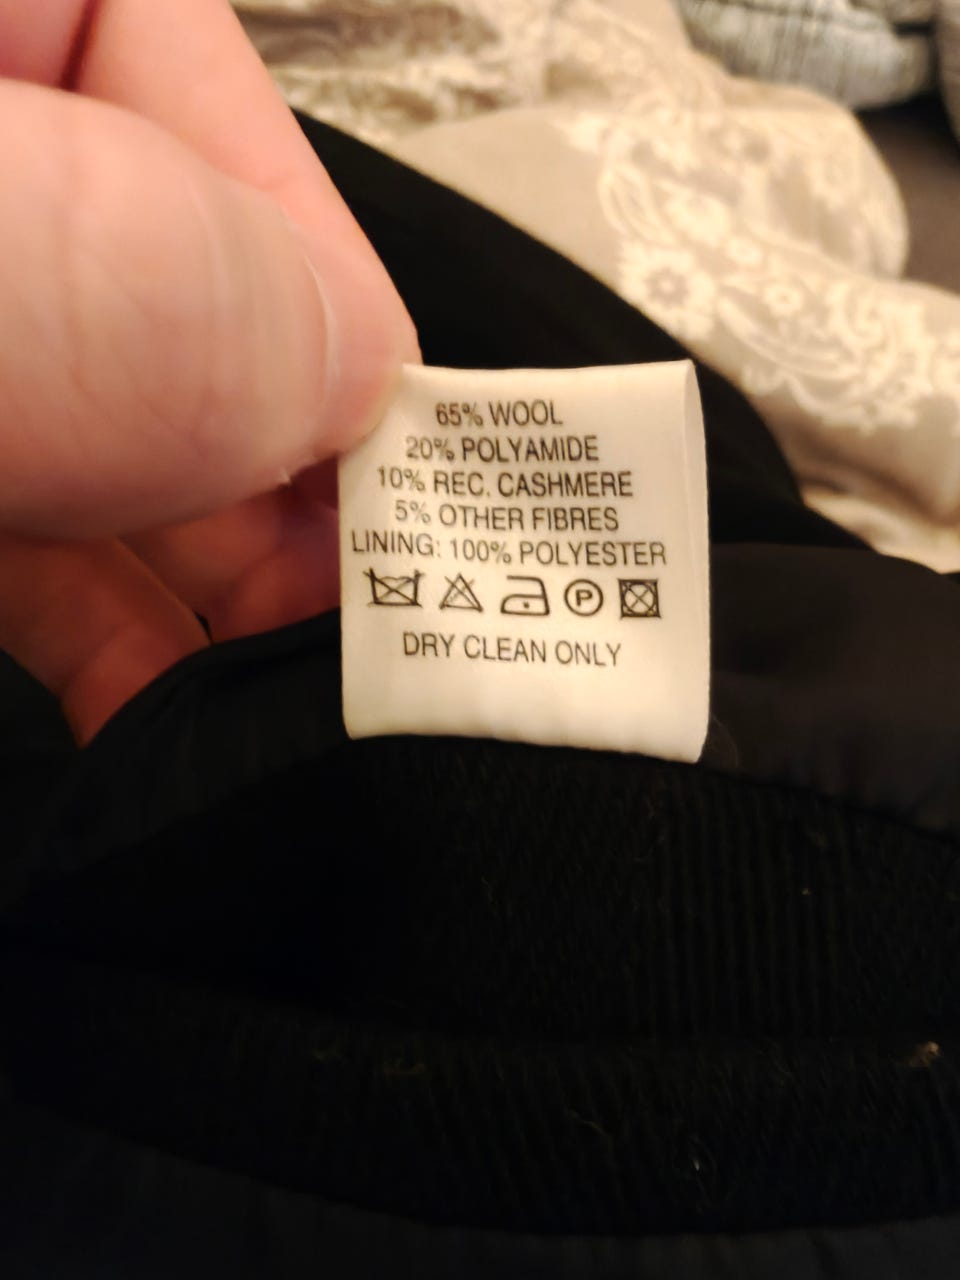 65% WOOL
20% POLYAMIDE
10% REC. CASHMERE
5% OTHER FIBRES
LINING: 100% POLYESTER
P
DRY CLEAN ONLY